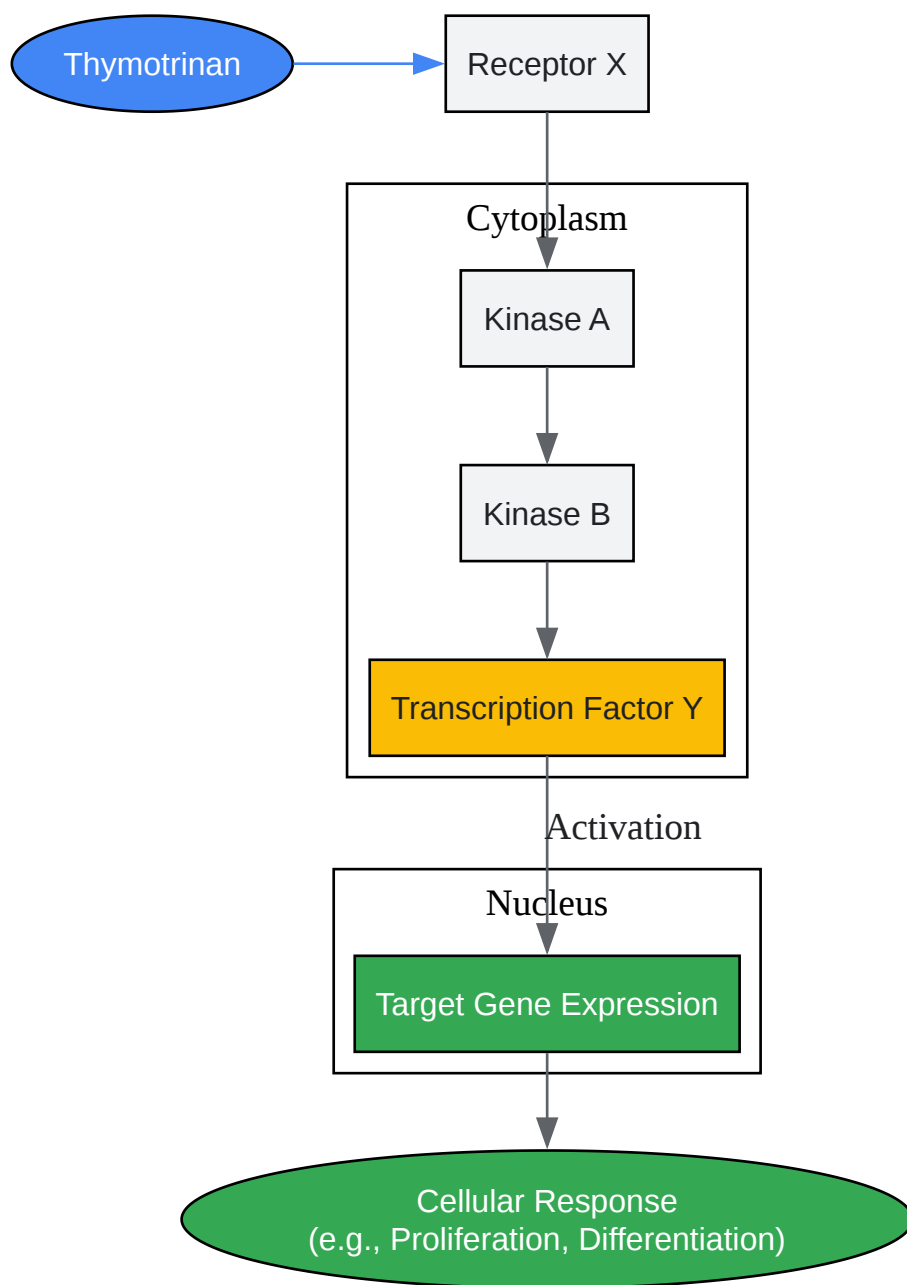 Thymotrinan
Receptor X
Cytoplasm
Kinase A
Kinase B
Transcription Factor Y
Activation
Nucleus
Target Gene Expression
Cellular Response
(e.g., Proliferation, Differentiation)